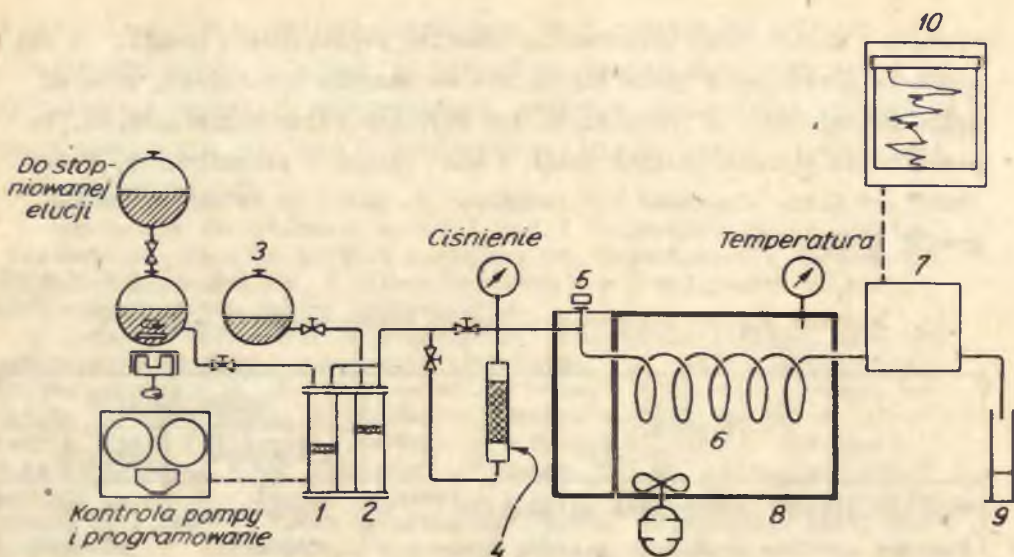 10
Do stop-
niowanej
elucji
3
Ciśnienie
5
Temperatura
7
6
Kontrola pompy
i programowanie
1
2
4
8
9